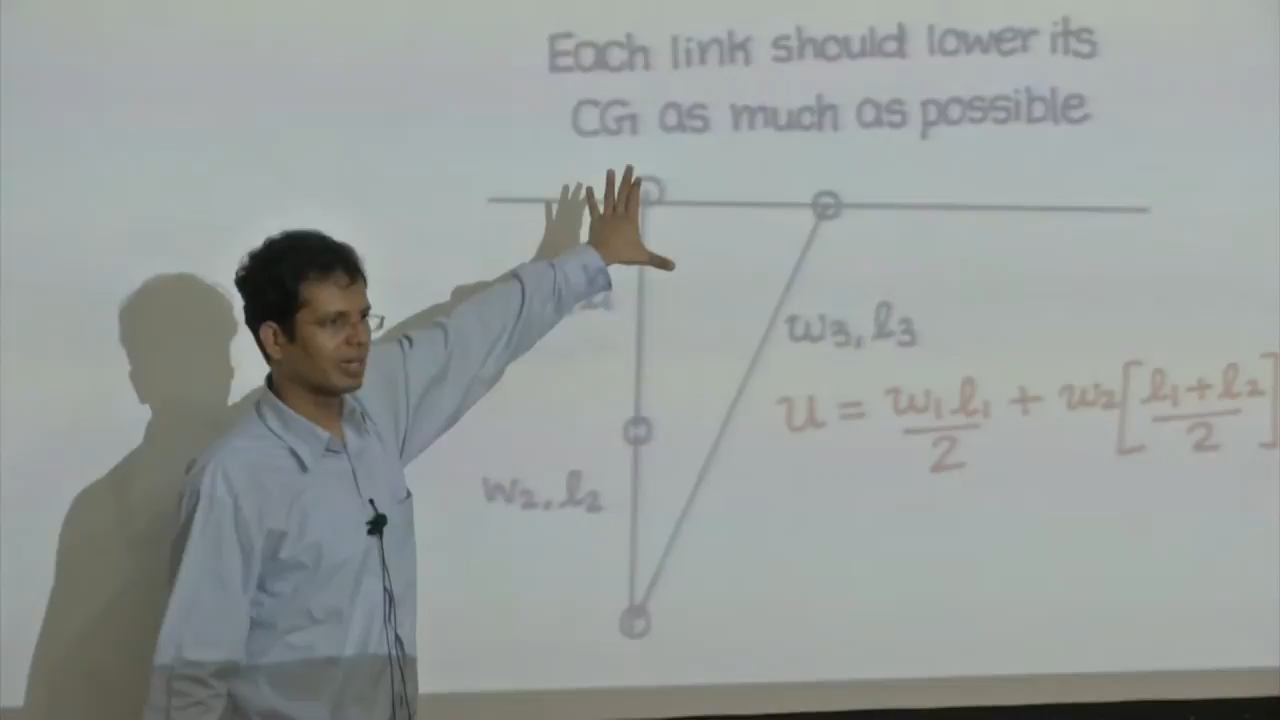 Each link should lower its
CG as much as possible
w3, l3
u = w1 l1 / 2 + w2 [ l1 + l2 / 2 ]
w2, l2